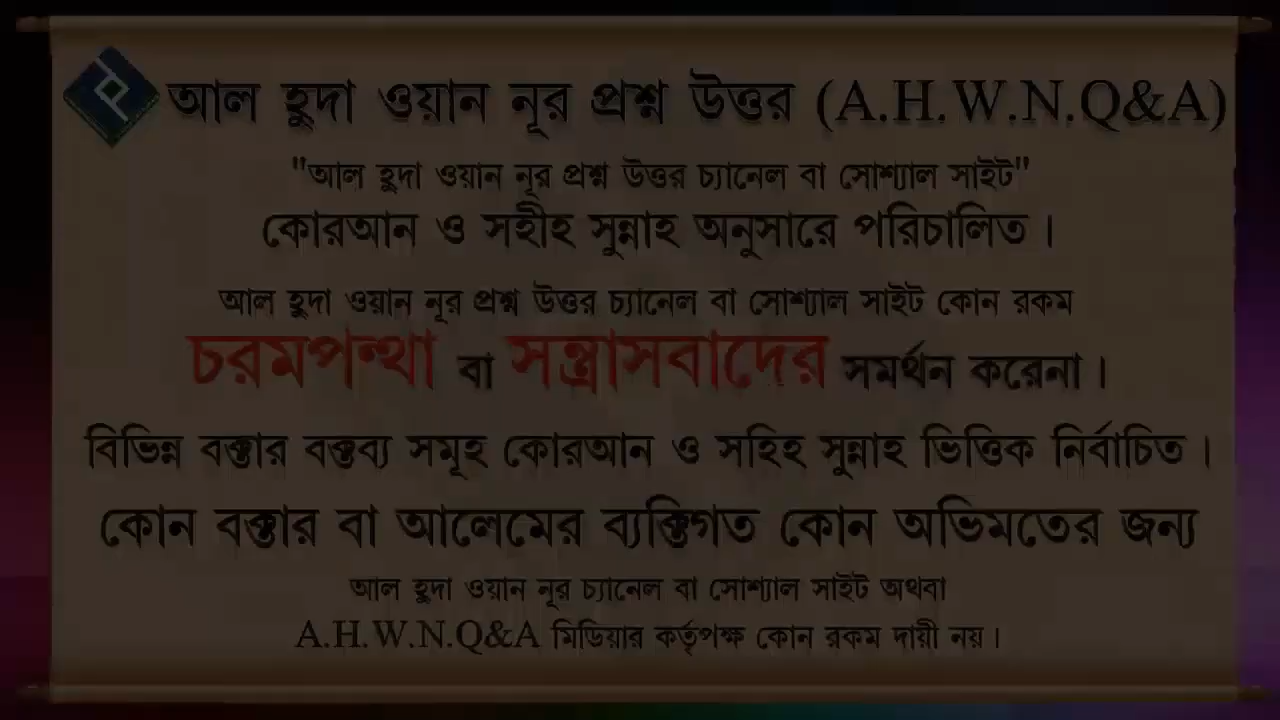 আল হুদা ওয়ান নূর প্রশ্ন উত্তর (A.H.W.N.Q&A)
"আল হুদা ওয়ান নূর প্রশ্ন উত্তর চ্যানেল বা সোশ্যাল সাইট"
কোরআন ও সহীহ সুন্নাহ অনুসারে পরিচালিত।
আল হুদা ওয়ান নূর প্রশ্ন উত্তর চ্যানেল বা সোশ্যাল সাইট কোন রকম
চরমপন্থা বা সন্ত্রাসবাদের সমর্থন করেনা।
বিভিন্ন বক্তার বক্তব্য সমূহ কোরআন ও সহিহ সুন্নাহ ভিত্তিক নির্বাচিত।
কোন বক্তার বা আলেমের ব্যক্তিগত কোন অভিমতের জন্য
আল হুদা ওয়ান নূর চ্যানেল বা সোশ্যাল সাইট অথবা
A.H.W.N.Q&A মিডিয়ার কর্তৃপক্ষ কোন রকম দায়ী নয়।